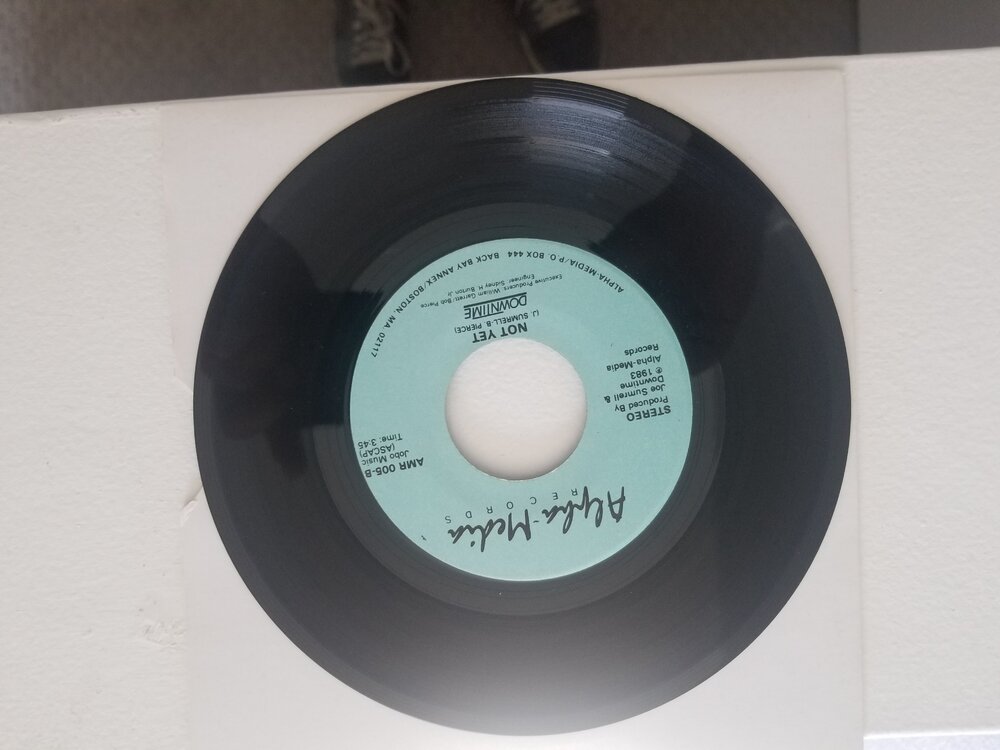 Alpha-Media
RECORDS
STEREO
Produced By
Joe Sumrell &
Downtime
℗ 1983
Alpha-Media
Records
AMR 005-B
Jobo Music
(ASCAP)
Time: 3:45
NOT YET
(J. SUMRELL-B. PIERCE)
DOWNTIME
Executive Producers: William Garrett/Bob Pierce
Engineer: Sidney H. Burton, Jr.
ALPHA-MEDIA/P.O. BOX 444 BACK BAY ANNEX/BOSTON, MA. 02117